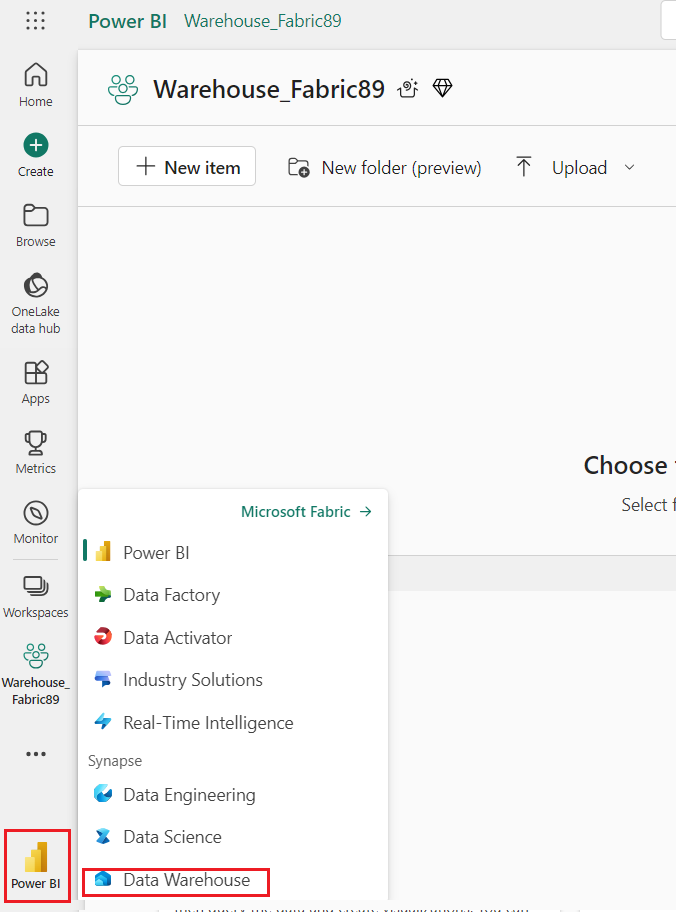 Power BI Warehouse_Fabric89
Home
Create
Browse
OneLake
data hub
Apps
Metrics
Monitor
Workspaces
Warehouse_
Fabric89
Power BI
Warehouse_Fabric89
New item New folder (preview) Upload
Choose
Select
Microsoft Fabric →
Power BI
Data Factory
Data Activator
Industry Solutions
Real-Time Intelligence
Synapse
Data Engineering
Data Science
Data Warehouse